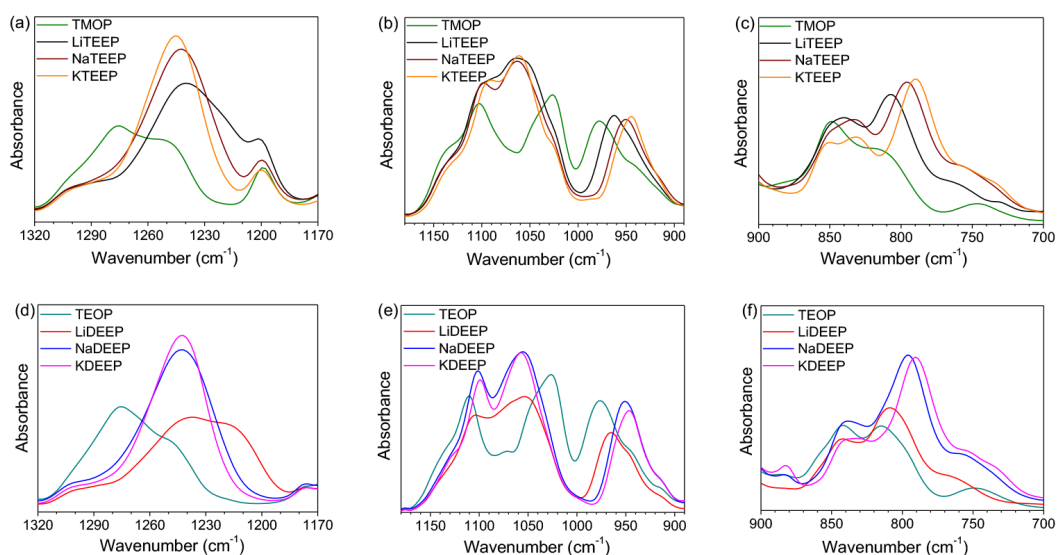 (a)
TMOP
LiTEEP
NaTEEP
KTEEP
Absorbance
1320 1290 1260 1230 1200 1170
Wavenumber (cm⁻¹)
(b)
TMOP
LiTEEP
NaTEEP
KTEEP
Absorbance
1150 1100 1050 1000 950 900
Wavenumber (cm⁻¹)
(c)
TMOP
LiTEEP
NaTEEP
KTEEP
Absorbance
900 850 800 750 700
Wavenumber (cm⁻¹)
(d)
TEOP
LiDEEP
NaDEEP
KDEEP
Absorbance
1320 1290 1260 1230 1200 1170
Wavenumber (cm⁻¹)
(e)
TEOP
LiDEEP
NaDEEP
KDEEP
Absorbance
1150 1100 1050 1000 950 900
Wavenumber (cm⁻¹)
(f)
TEOP
LiDEEP
NaDEEP
KDEEP
Absorbance
900 850 800 750 700
Wavenumber (cm⁻¹)